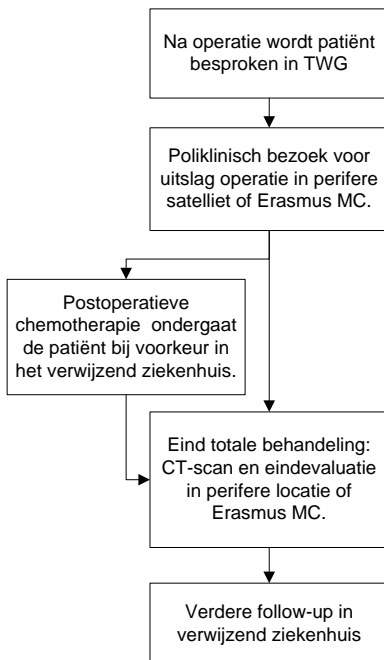 Na operatie wordt patiënt
besproken in TWG
Poliklinisch bezoek voor
uitslag operatie in perifere
satelliet of Erasmus MC.
Postoperatieve
chemotherapie ondergaat
de patiënt bij voorkeur in
het verwijzend ziekenhuis.
Eind totale behandeling:
CT-scan en eindevaluatie
in perifere locatie of
Erasmus MC.
Verdere follow-up in
verwijzend ziekenhuis